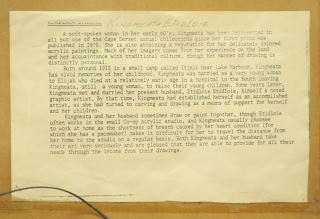 KINGMEATA ETIDLOIE
A soft-spoken woman in her early 60's, Kingmeata has been represented in
all but one of the Cape Dorset annual collections since her first area was
published in 1970. She is also attaining a reputation for her delicately colored
acrylic paintings. Much of her imagery comes from her experience on the land
and her acquaintance with traditional culture, though her manner of drawing is
distinctly personal.
Born around 1915 in a small camp called Itinik near Lake Harbour, Kingmeata
has vivid memories of her childhood. Kingmeata was married as a very young woman
to Elijah who died at a relatively early age in a hospital in the South leaving
Kingmeata, still a young woman, to raise their young children. Some years later,
Kingmeata met and married her present husband, Etidlui Etidloie, himself a noted
graphic artist. By that time, Kingmeata had established herself as an accomplished
artist, as she had turned to carving and drawing as a means of support for herself
and her children.
Kingmeata and her husband sometimes draw or paint together, though Etidloie
often works in the small Co-op acrylic studio, and Kingmeata usually chooses
to work at home as the shortness of breath caused by her heart condition (for
which she has a pacemaker) makes it difficult for her to travel the distance from
her home to the studio on a regular basis. Both Kingmeata and her husband take
their art very seriously and are pleased that they are able to provide for all their
needs through the income from their drawings.